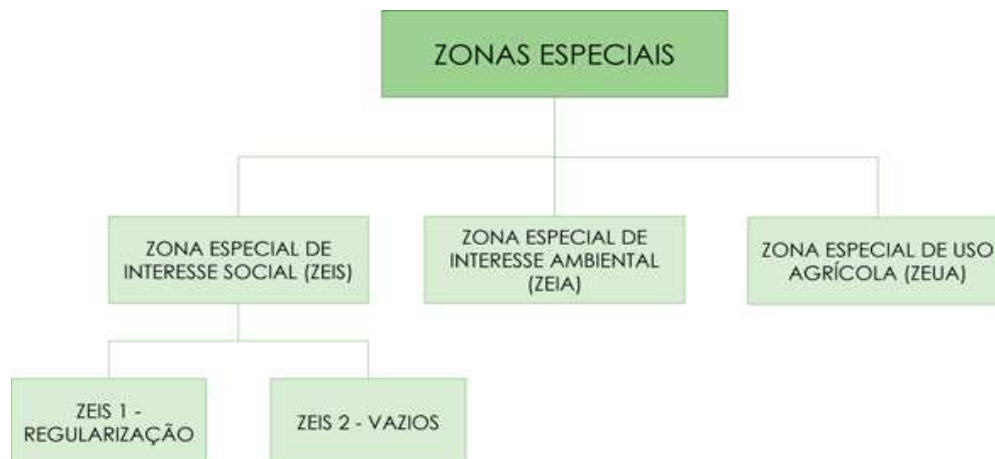 ZONAS ESPECIAIS
ZONA ESPECIAL DE
INTERESSE SOCIAL (ZEIS)
ZONA ESPECIAL DE
INTERESSE AMBIENTAL
(ZEIA)
ZONA ESPECIAL DE USO
AGRÍCOLA (ZEUA)
ZEIS 1 -
REGULARIZAÇÃO
ZEIS 2 - VAZIOS